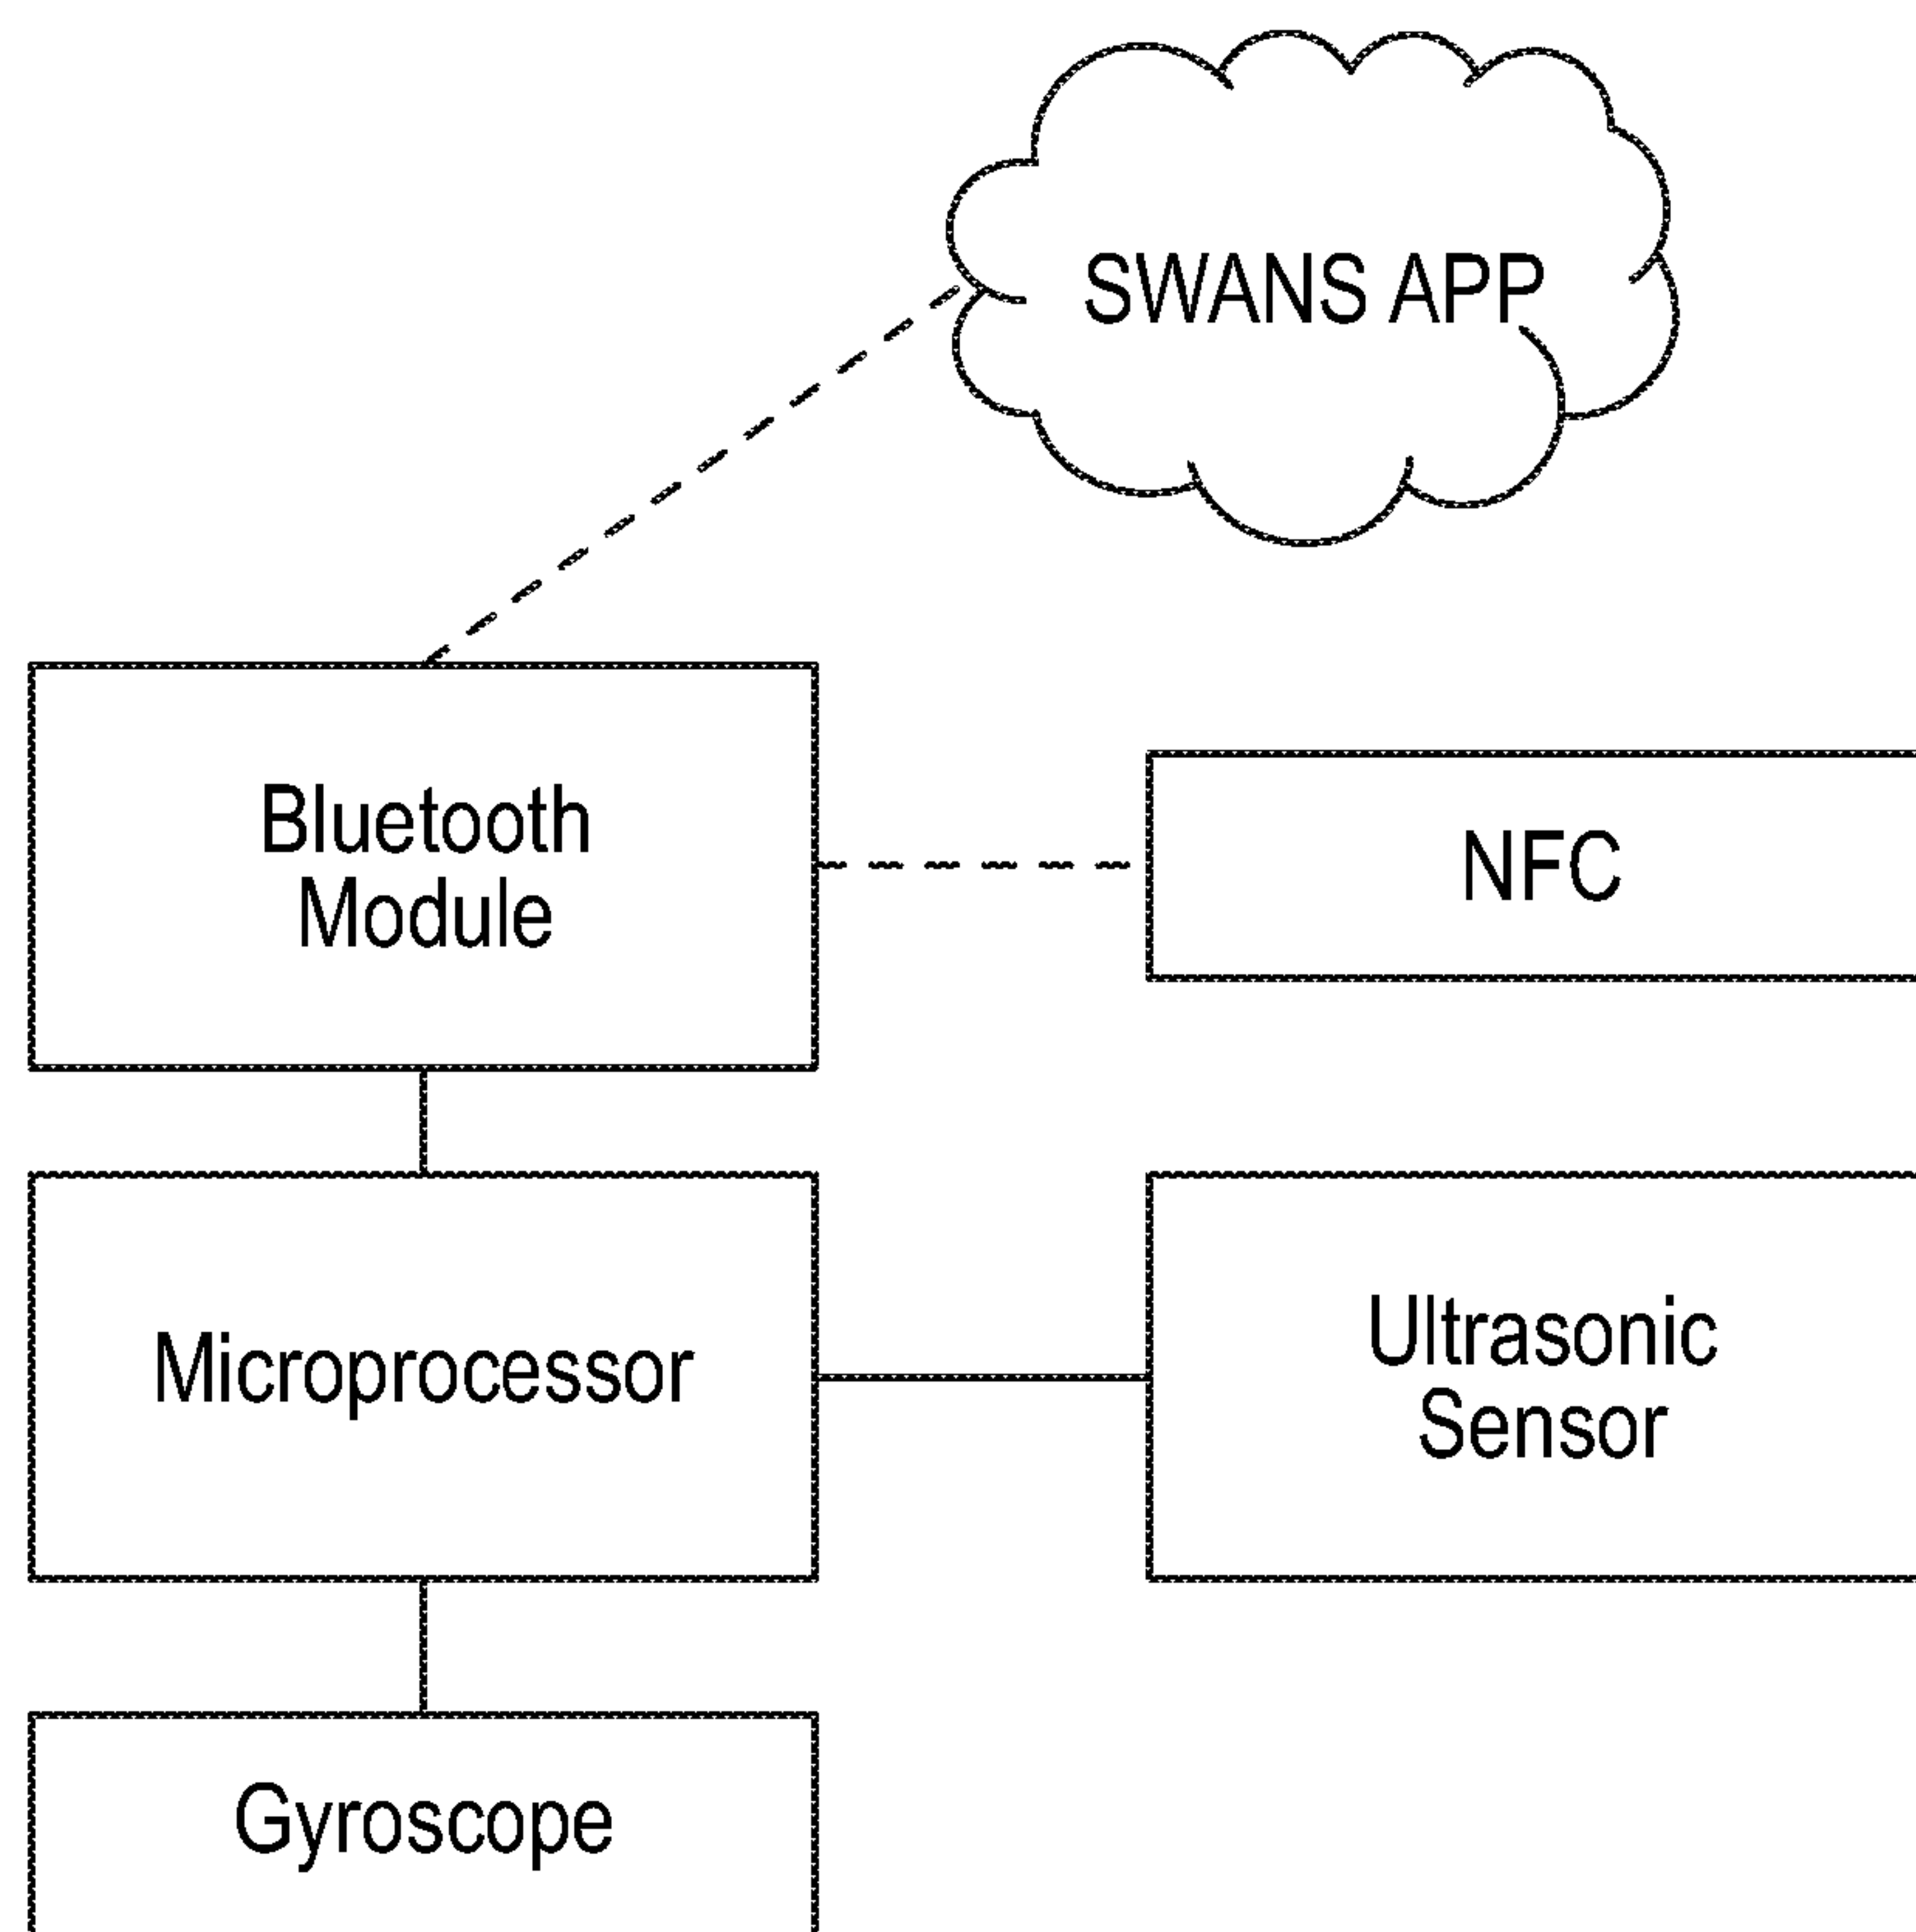 SWANS APP
Bluetooth
Module
NFC
Microprocessor
Ultrasonic
Sensor
Gyroscope